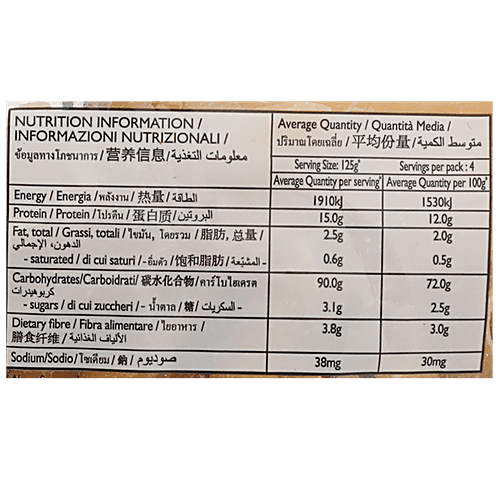 NUTRITION INFORMATION /
INFORMAZIONI NUTRIZIONALI /
ข้อมูลทางโภชนาการ / 营养信息 / معلومات التغذية
Average Quantity / Quantità Media /
ปริมาณโดยเฉลี่ย / 平均份量 / متوسط الكمية
Serving Size: 125g* Servings per pack : 4
Average Quantity per serving* Average Quantity per 100g*
Energy / Energia / พลังงาน / 热量 / الطاقة 1910kJ 1530kJ
Protein / Protein / โปรตีน / 蛋白质 / البروتين 15.0g 12.0g
Fat, total / Grassi, totali / ไขมัน, โดยรวม / 脂肪, 总量 / 2.5g 2.0g
الدهون، الإجمالي
- saturated / di cui saturi / -อิ่มตัว / 饱和脂肪 / المشبّعة - 0.6g 0.5g
Carbohydrates/Carboidrati/ 碳水化合物 / คาร์โบไฮเดรต 90.0g 72.0g
كربوهيدرات
- sugars / di cui zuccheri / - น้ำตาล / 糖 / السكريات - 3.1g 2.5g
Dietary fibre / Fibra alimentare / ใยอาหาร / 3.8g 3.0g
膳食纤维 / الألياف الغذائية
Sodium/Sodio/โซเดียม / 鈉 / صوديوم 38mg 30mg